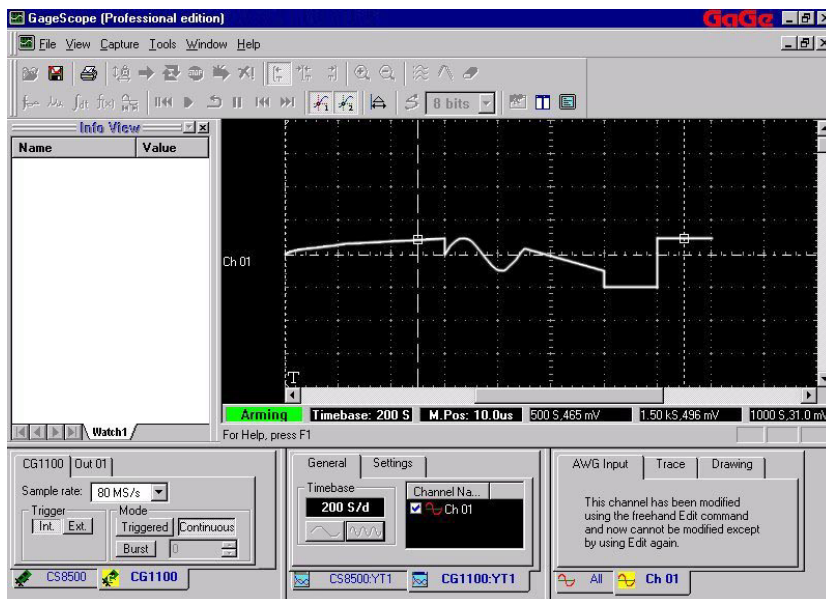 GageScope (Professional edition)
GaGe
File View Capture Tools Window Help
8 bits
Info View
Name Value
Ch 01
T
Watch1
Arming Timebase: 200 S M.Pos: 10.0us 500 S,465 mV 1.50 kS,496 mV 1000 S,31.0 mV
For Help, press F1
CG1100 Out 01
Sample rate: 80 MS/s
Trigger
Int. Ext.
Mode
Triggered Continuous
Burst 0
CS8500 CG1100
General Settings
Timebase
200 S/d
Channel Na...
Ch 01
CS8500:YT1 CG1100:YT1
AWG Input Trace Drawing
This channel has been modified
using the freehand Edit command
and now cannot be modified except
by using Edit again.
All Ch 01